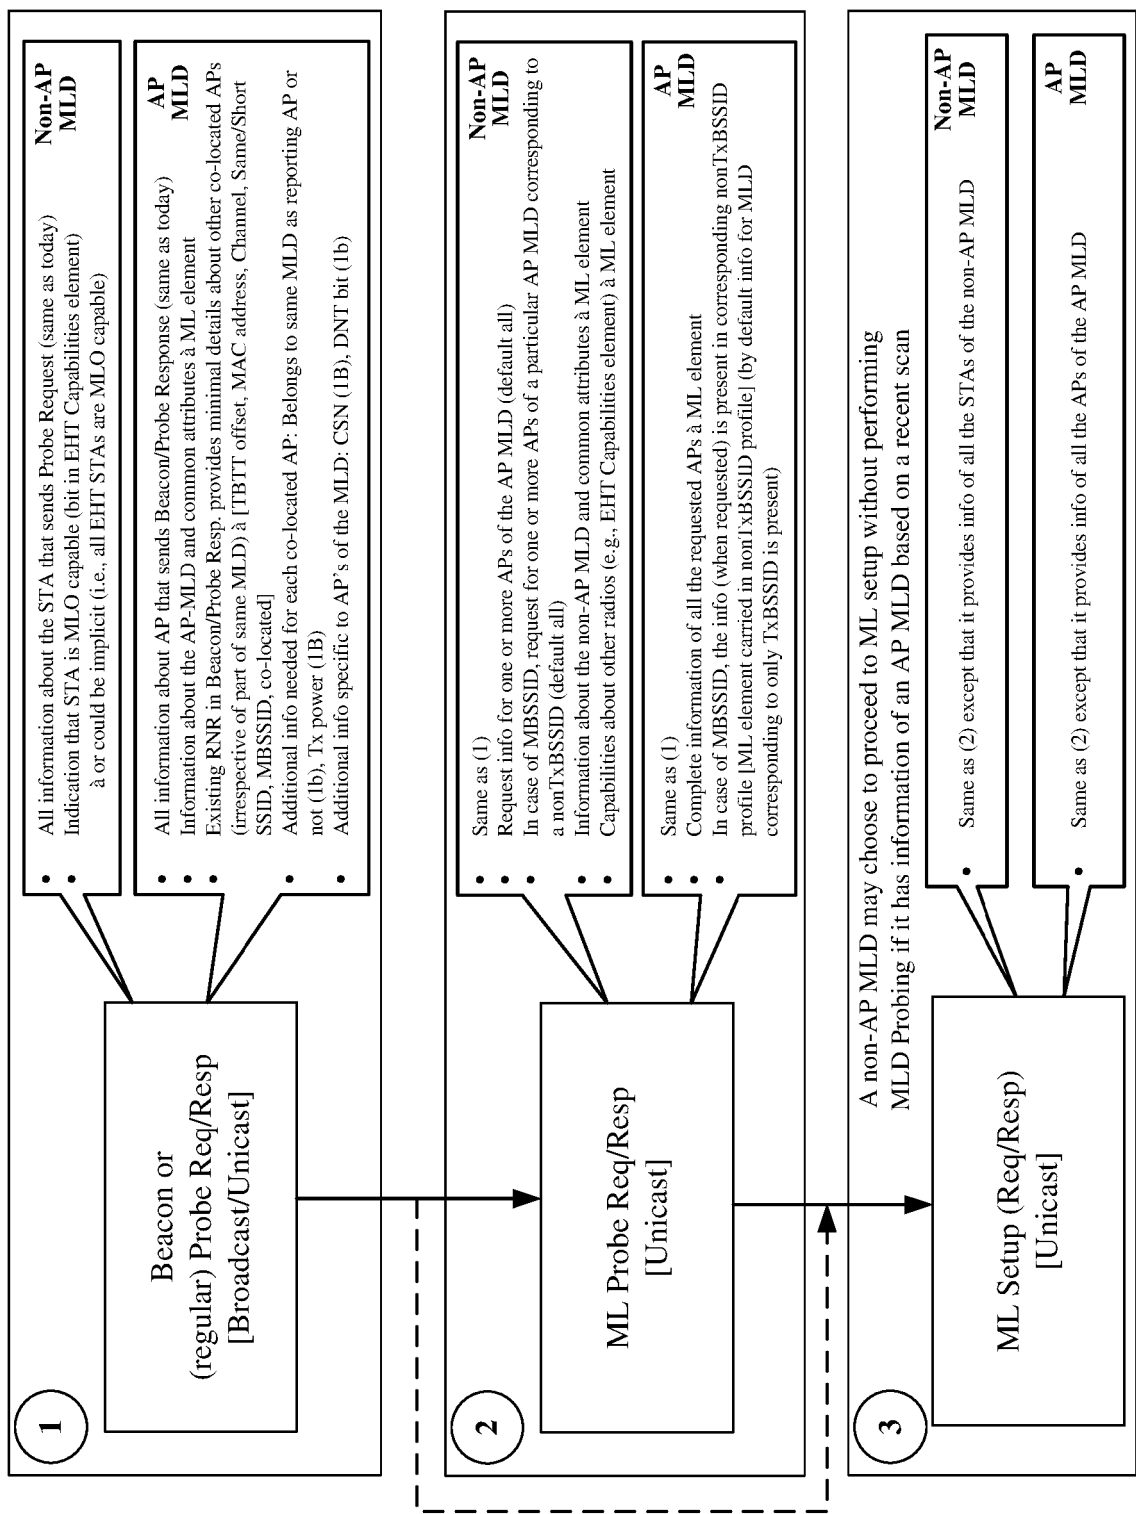 1
Beacon or
(regular) Probe Req/Resp
[Broadcast/Unicast]
Non-AP
MLD
• All information about the STA that sends Probe Request (same as today)
• Indication that STA is MLO capable (bit in EHT Capabilities element)
à or could be implicit (i.e., all EHT STAs are MLO capable)
AP
MLD
• All information about AP that sends Beacon/Probe Response (same as today)
• Information about the AP-MLD and common attributes à ML element
• Existing RNR in Beacon/Probe Resp. provides minimal details about other co-located APs
(irrespective of part of same MLD) à [TBTT offset, MAC address, Channel, Same/Short
SSID, MBSSID, co-located]
• Additional info needed for each co-located AP: Belongs to same MLD as reporting AP or
not (1b), Tx power (1B)
• Additional info specific to AP's of the MLD: CSN (1B), DNT bit (1b)
2
ML Probe Req/Resp
[Unicast]
Non-AP
MLD
• Same as (1)
• Request info for one or more APs of the AP MLD (default all)
• In case of MBSSID, request for one or more APs of a particular AP MLD corresponding to
a nonTxBSSID (default all)
• Information about the non-AP MLD and common attributes à ML element
• Capabilities about other radios (e.g., EHT Capabilities element) à ML element
AP
MLD
• Same as (1)
• Complete information of all the requested APs à ML element
• In case of MBSSID, the info (when requested) is present in corresponding nonTxBSSID
profile [ML element carried in nonTxBSSID profile] (by default info for MLD
corresponding to only TxBSSID is present)
3
A non-AP MLD may choose to proceed to ML setup without performing
MLD Probing if it has information of an AP MLD based on a recent scan
ML Setup (Req/Resp)
[Unicast]
Non-AP
MLD
• Same as (2) except that it provides info of all the STAs of the non-AP MLD
AP
MLD
• Same as (2) except that it provides info of all the APs of the AP MLD